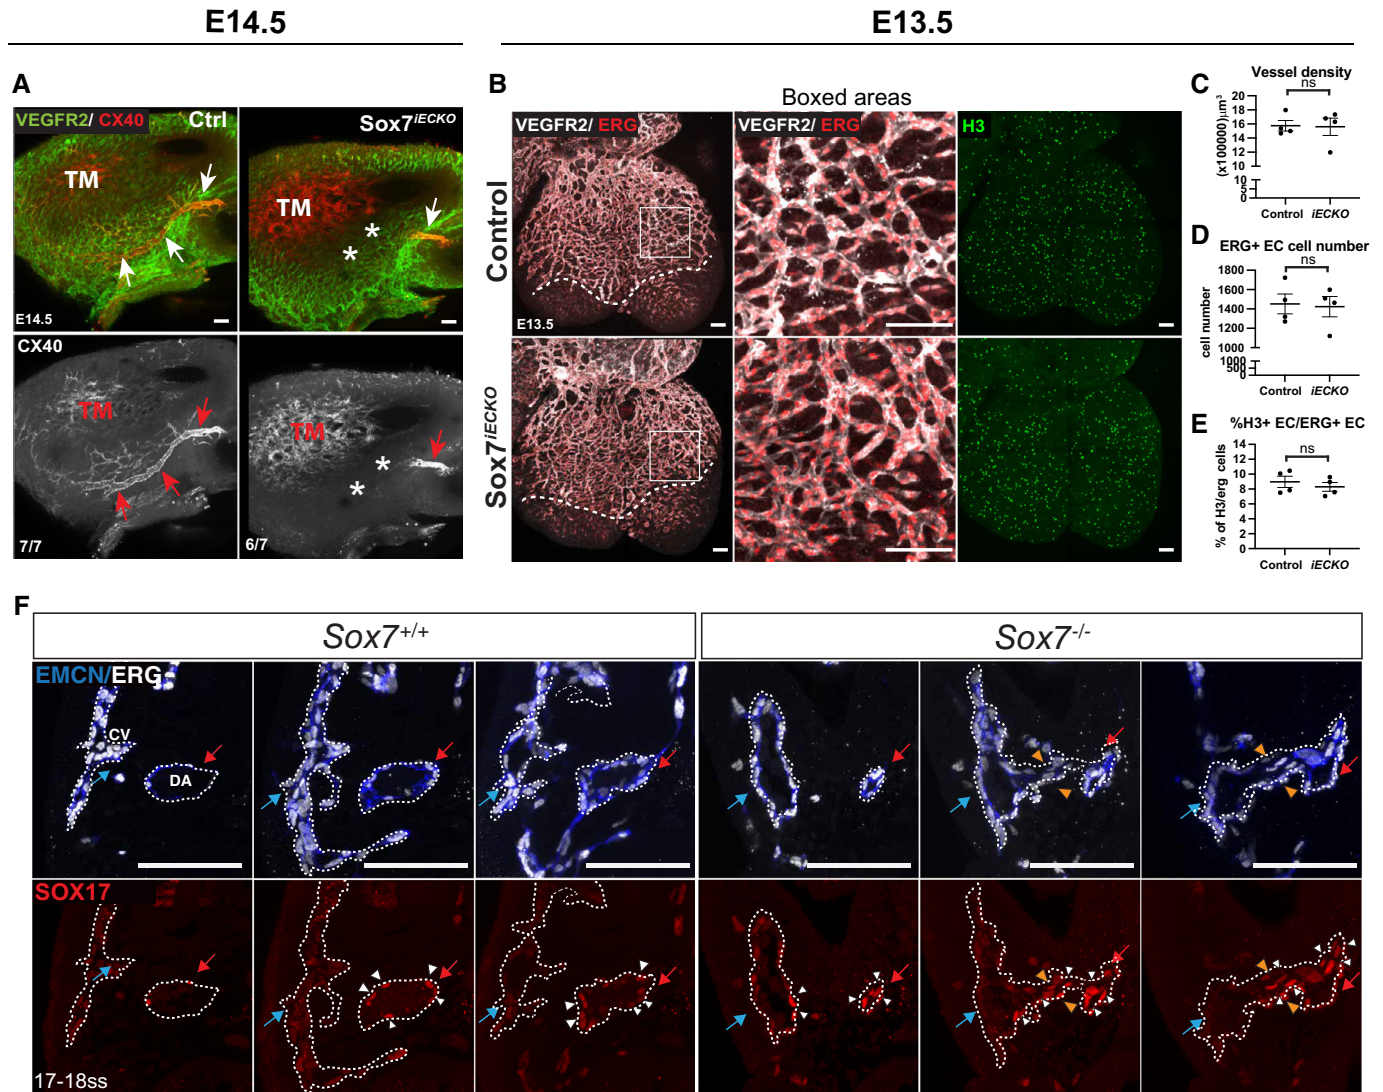 E14.5
E13.5
A
VEGFR2/ CX40
Ctrl
Sox7iECKO
TM
TM
E14.5
CX40
TM
TM
7/7
6/7
B
Boxed areas
VEGFR2/ ERG
VEGFR2/ ERG
H3
Control
E13.5
Sox7iECKO
C
Vessel density
ns
(x100000)μm³
20
18
16
14
12
10
5
0
Control
iECKO
D
ERG+ EC cell number
ns
cell number
1800
1600
1400
1200
1000
1000
500
0
Control
iECKO
E
%H3+ EC/ERG+ EC
ns
% of H3/erg cells
14
12
10
8
6
4
2
0
Control
iECKO
F
Sox7+/+
Sox7-/-
EMCN/ERG
CV
DA
SOX17
17-18ss